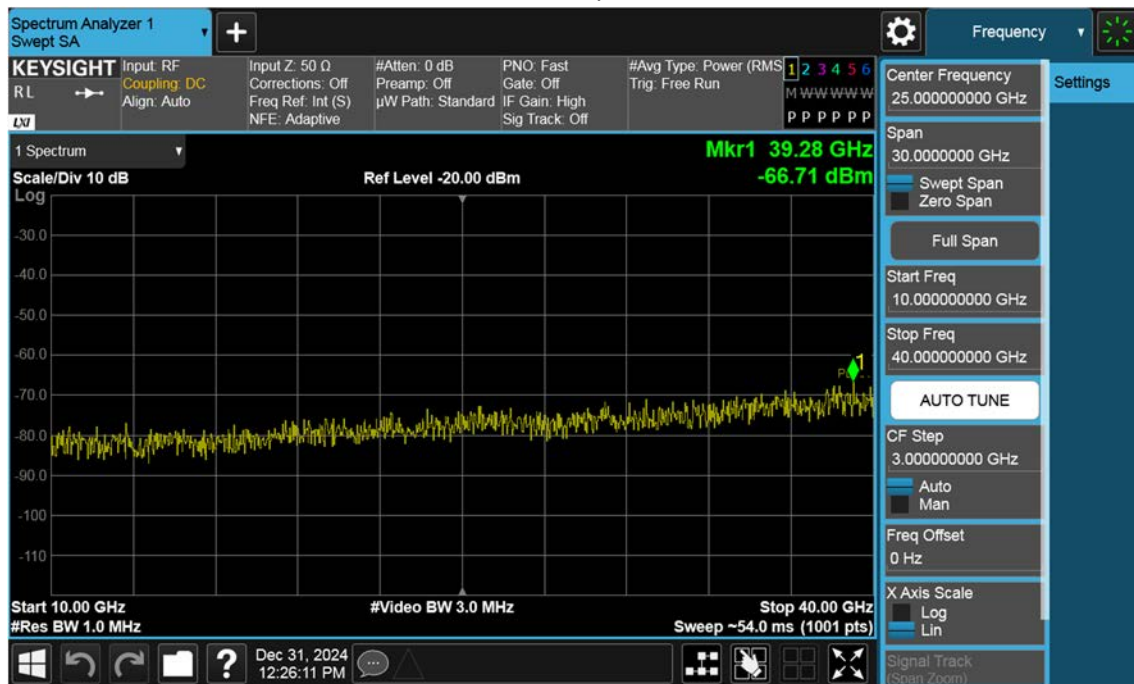 Spectrum Analyzer 1
Swept SA
+
Frequency
KEYSIGHT
RL
LXI
Input: RF
Coupling: DC
Align: Auto
Input Z: 50 Ω
Corrections: Off
Freq Ref: Int (S)
NFE: Adaptive
#Atten: 0 dB
Preamp: Off
µW Path: Standard
PNO: Fast
Gate: Off
IF Gain: High
Sig Track: Off
#Avg Type: Power (RMS
Trig: Free Run
1 2 3 4 5 6
M W W W W W
P P P P P P
1 Spectrum
Scale/Div 10 dB
Ref Level -20.00 dBm
Mkr1 39.28 GHz
-66.71 dBm
Log
-30.0
-40.0
-50.0
-60.0
-70.0
-80.0
-90.0
-100
-110
1
Start 10.00 GHz
#Res BW 1.0 MHz
#Video BW 3.0 MHz
Stop 40.00 GHz
Sweep ~54.0 ms (1001 pts)
?
Dec 31, 2024
12:26:11 PM
Center Frequency
25.000000000 GHz
Span
30.0000000 GHz
Swept Span
Zero Span
Full Span
Start Freq
10.000000000 GHz
Stop Freq
40.000000000 GHz
AUTO TUNE
CF Step
3.000000000 GHz
Auto
Man
Freq Offset
0 Hz
X Axis Scale
Log
Lin
Signal Track
(Span Zoom)
Settings